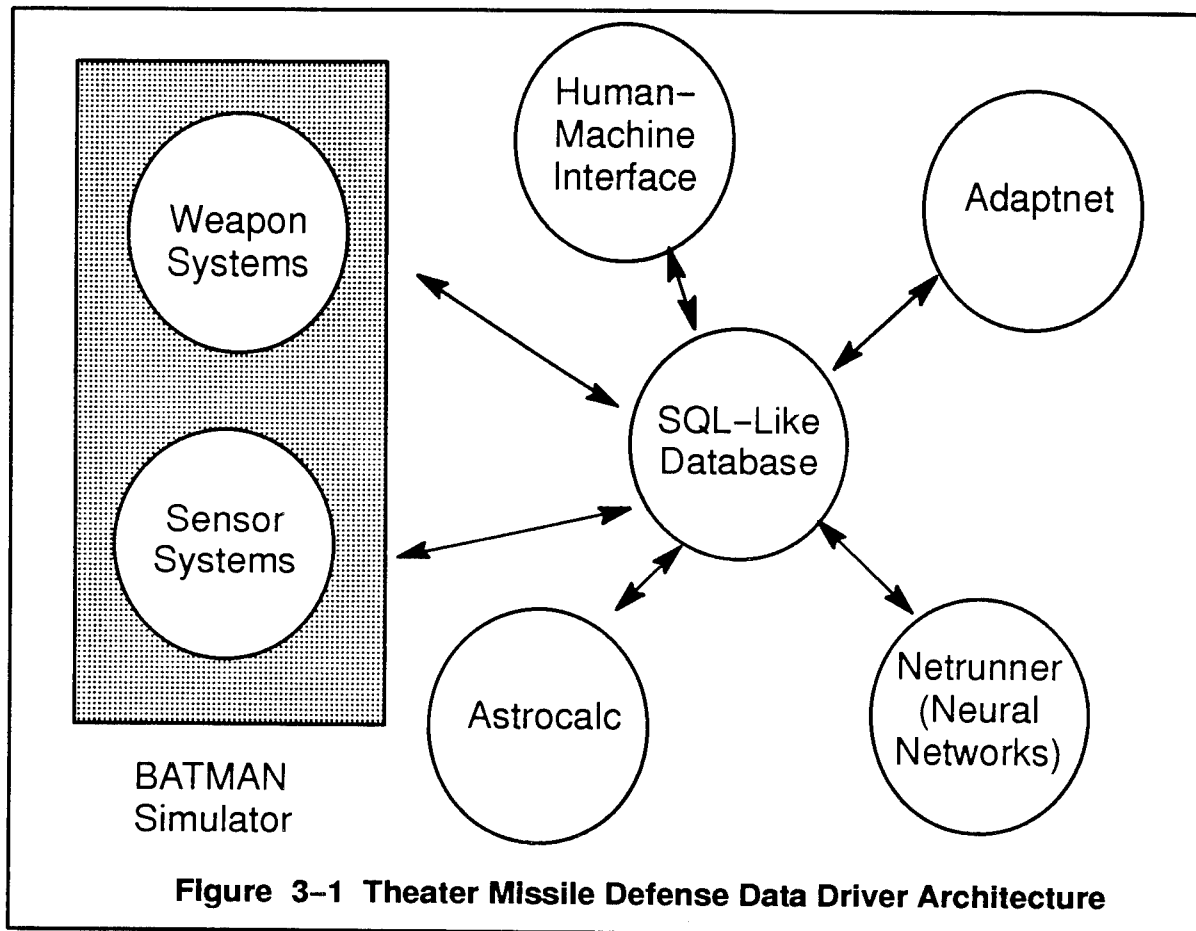 Human–
Machine
Interface
Adaptnet
Weapon
Systems
SQL–Like
Database
Sensor
Systems
Netrunner
(Neural
Networks)
Astrocalc
BATMAN
Simulator
Figure 3–1 Theater Missile Defense Data Driver Architecture